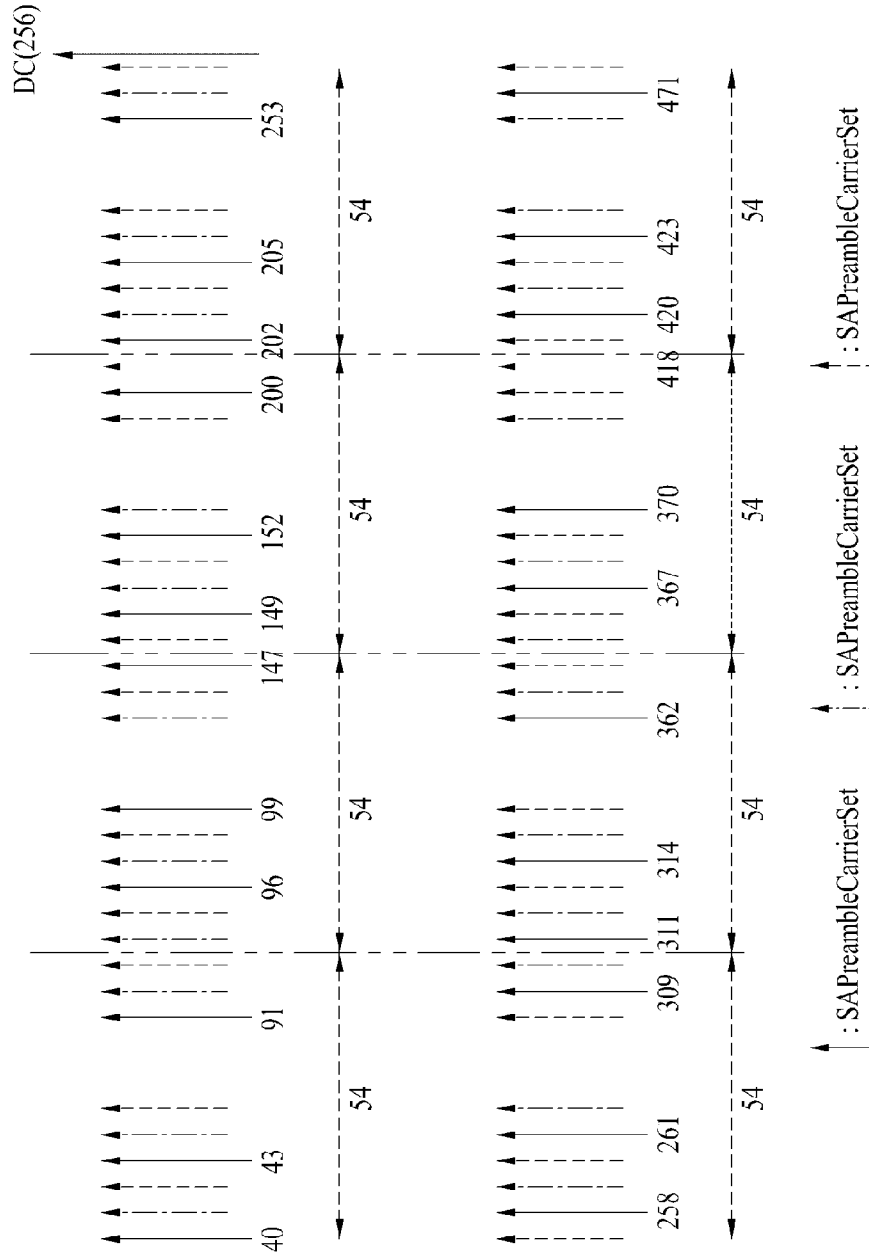 DC(256)
40 43 91 96 99 147 149 152 200 202 205 253
54 54 54 54
258 261 309 311 314 362 367 370 418 420 423 471
54 54 54 54
: SAPreambleCarrierSet : SAPreambleCarrierSet : SAPreambleCarrierSet